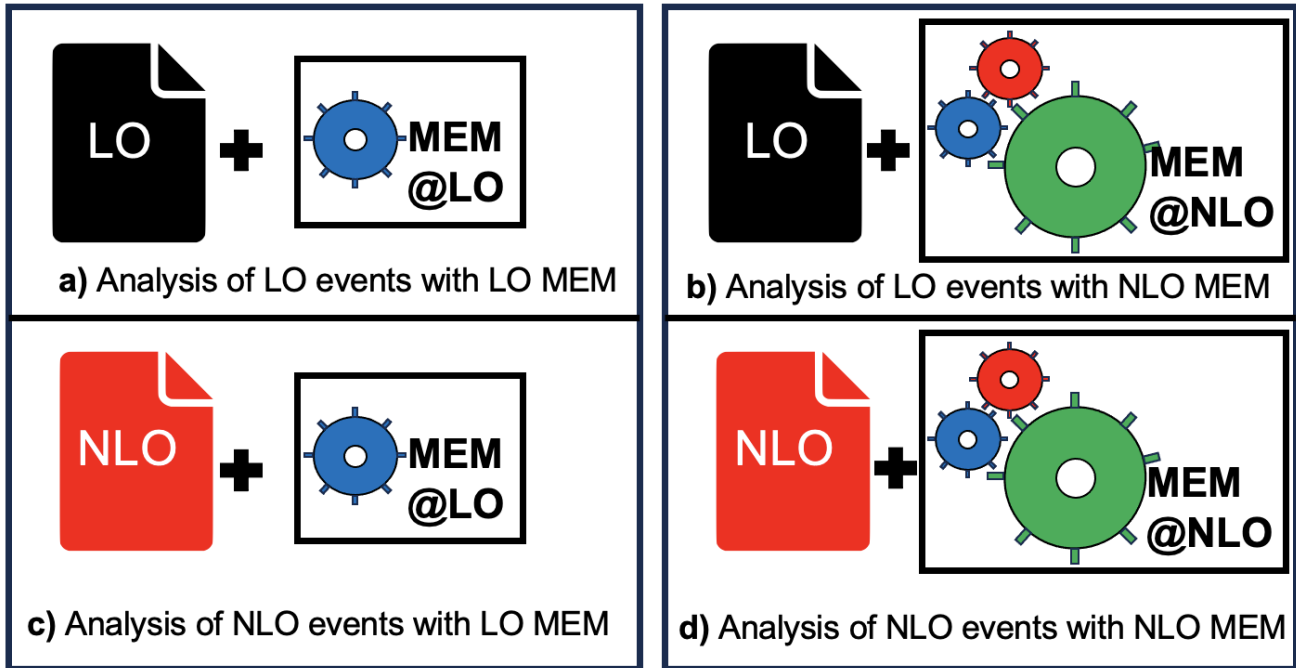 LO
MEM
@LO
a) Analysis of LO events with LO MEM
LO
MEM
@NLO
b) Analysis of LO events with NLO MEM
NLO
MEM
@LO
c) Analysis of NLO events with LO MEM
NLO
MEM
@NLO
d) Analysis of NLO events with NLO MEM